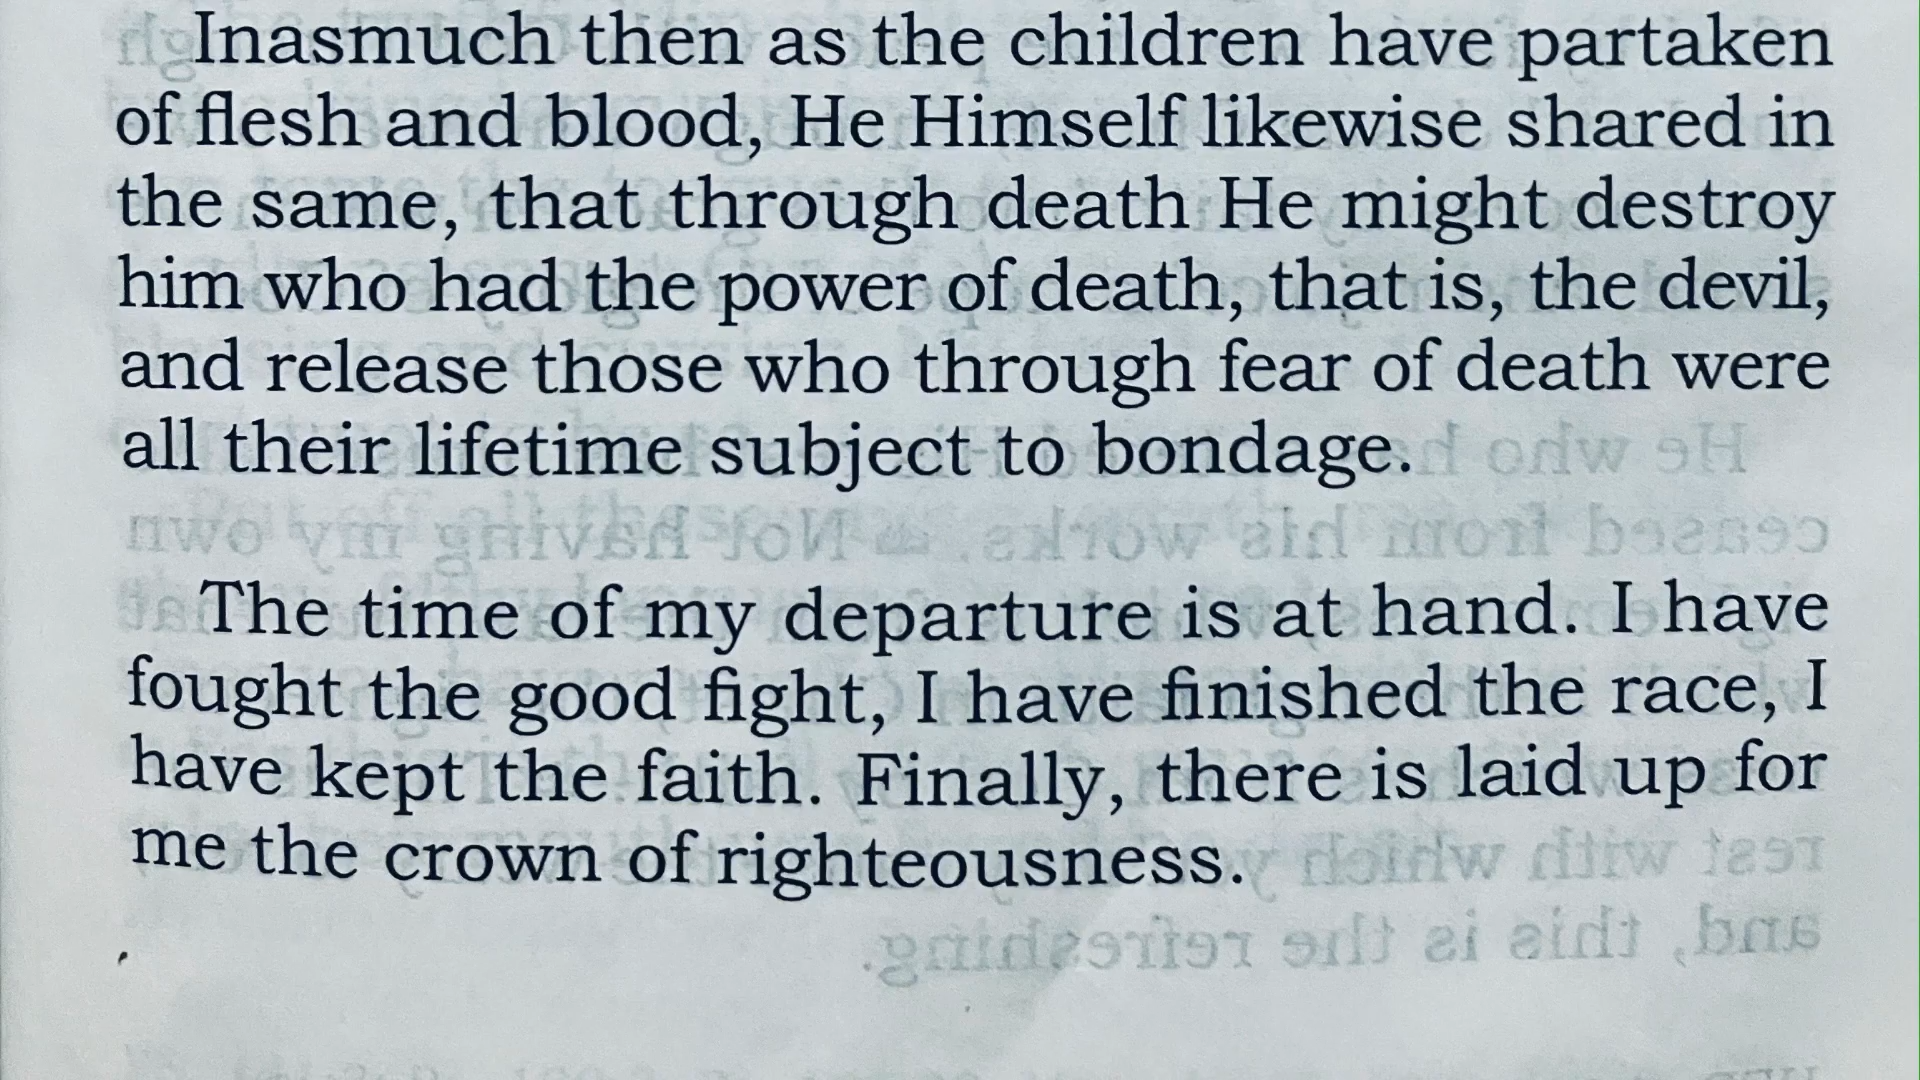 Inasmuch then as the children have partaken
of flesh and blood, He Himself likewise shared in
the same, that through death He might destroy
him who had the power of death, that is, the devil,
and release those who through fear of death were
all their lifetime subject to bondage.
The time of my departure is at hand. I have
fought the good fight, I have finished the race, I
have kept the faith. Finally, there is laid up for
me the crown of righteousness.